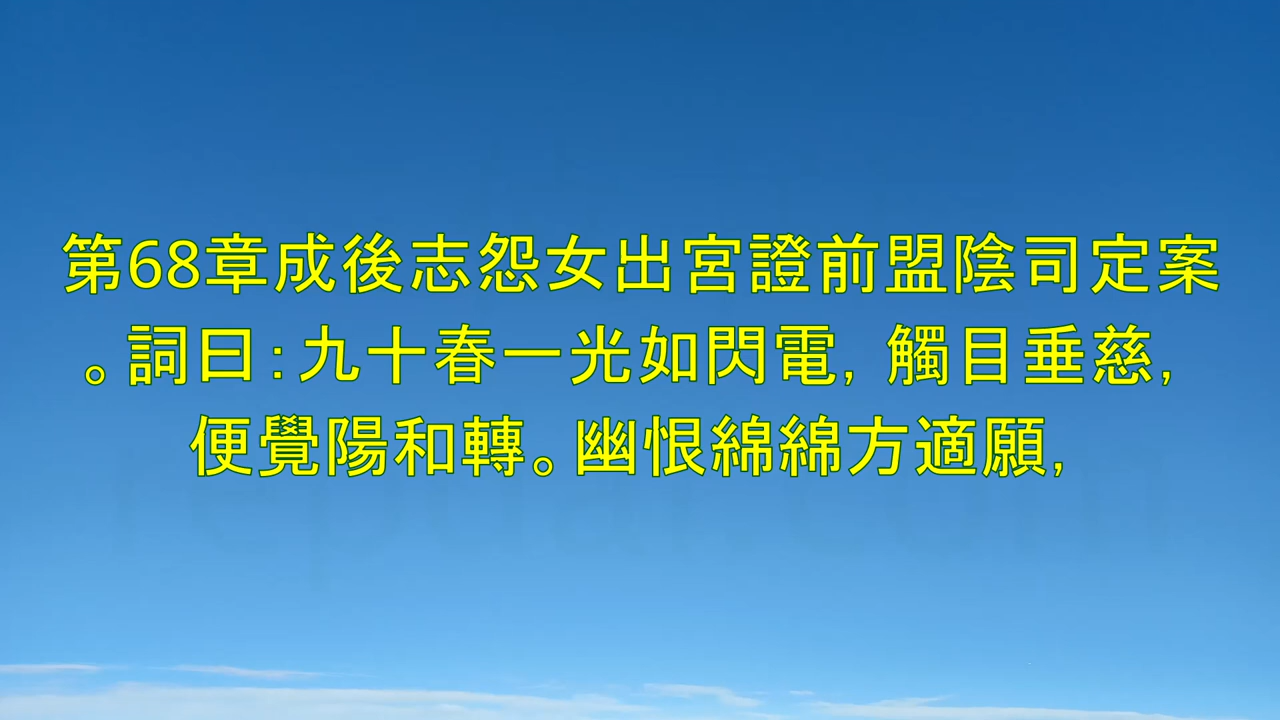 第68章成後志怨女出宮證前盟陰司定案
。詞曰：九十春一光如閃電，觸目垂慈，
便覺陽和轉。幽恨綿綿方適願，